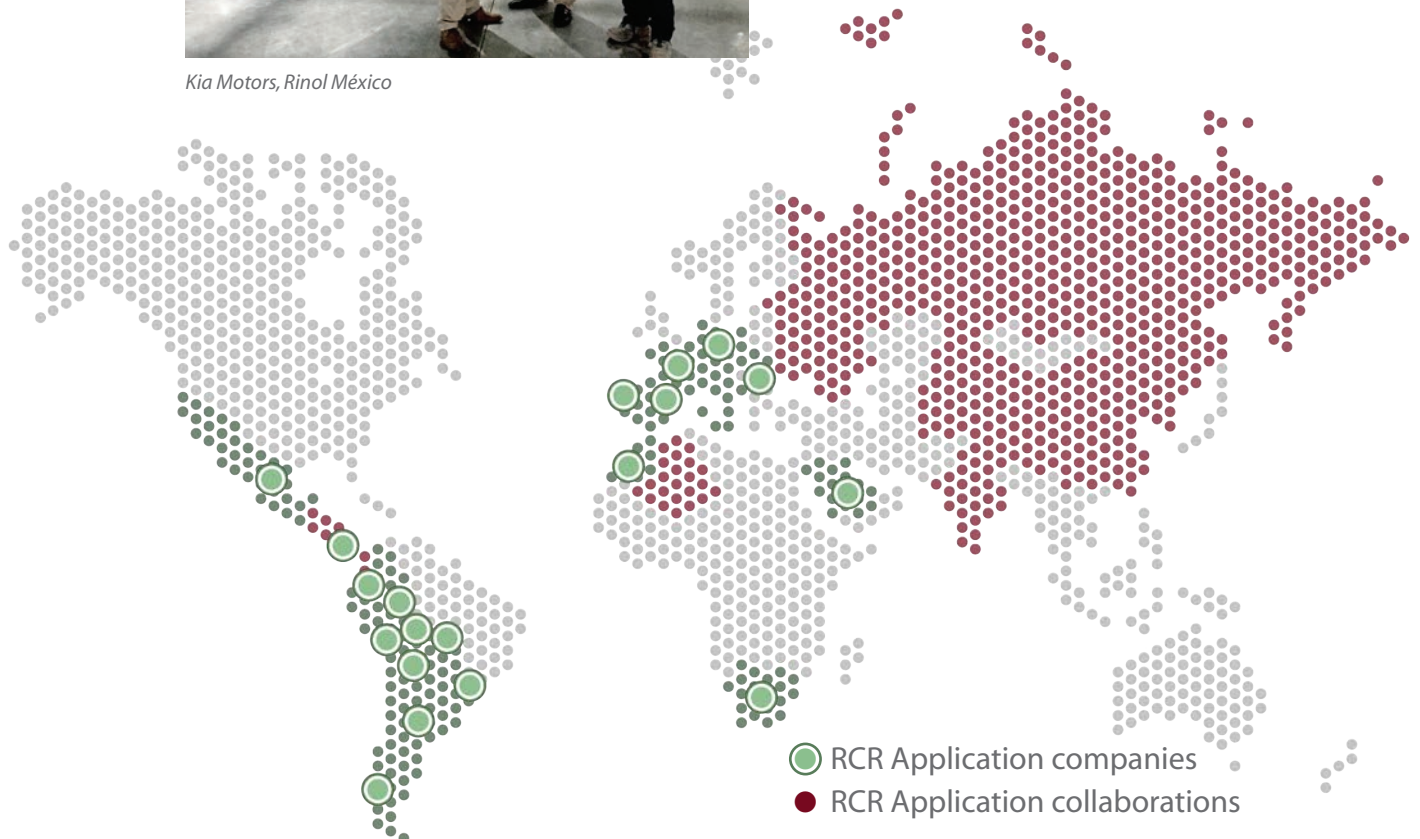 Kia Motors, Rinol México
RCR Application companies
RCR Application collaborations